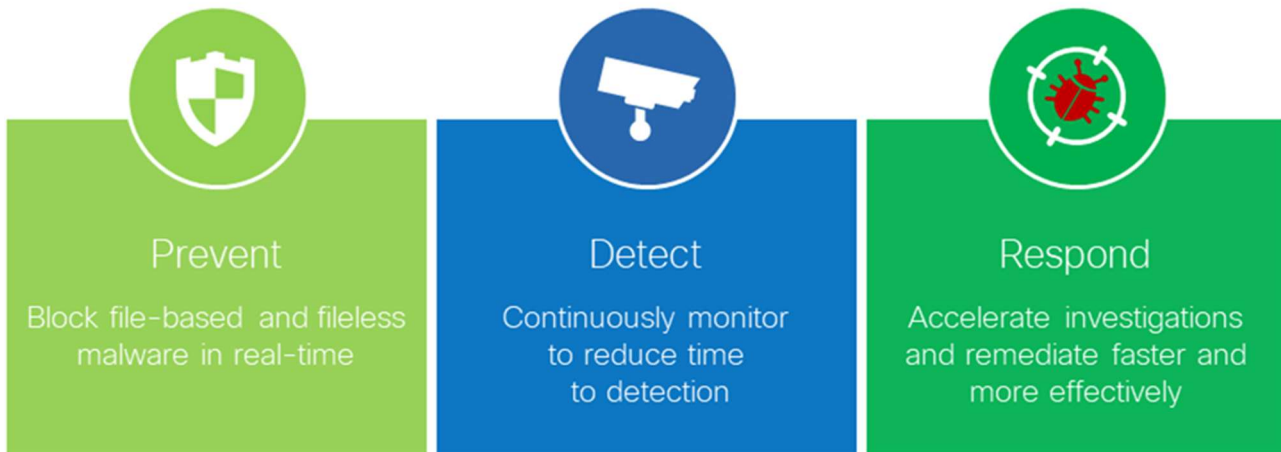 Prevent
Block file-based and fileless
malware in real-time
Detect
Continuously monitor
to reduce time
to detection
Respond
Accelerate investigations
and remediate faster and
more effectively